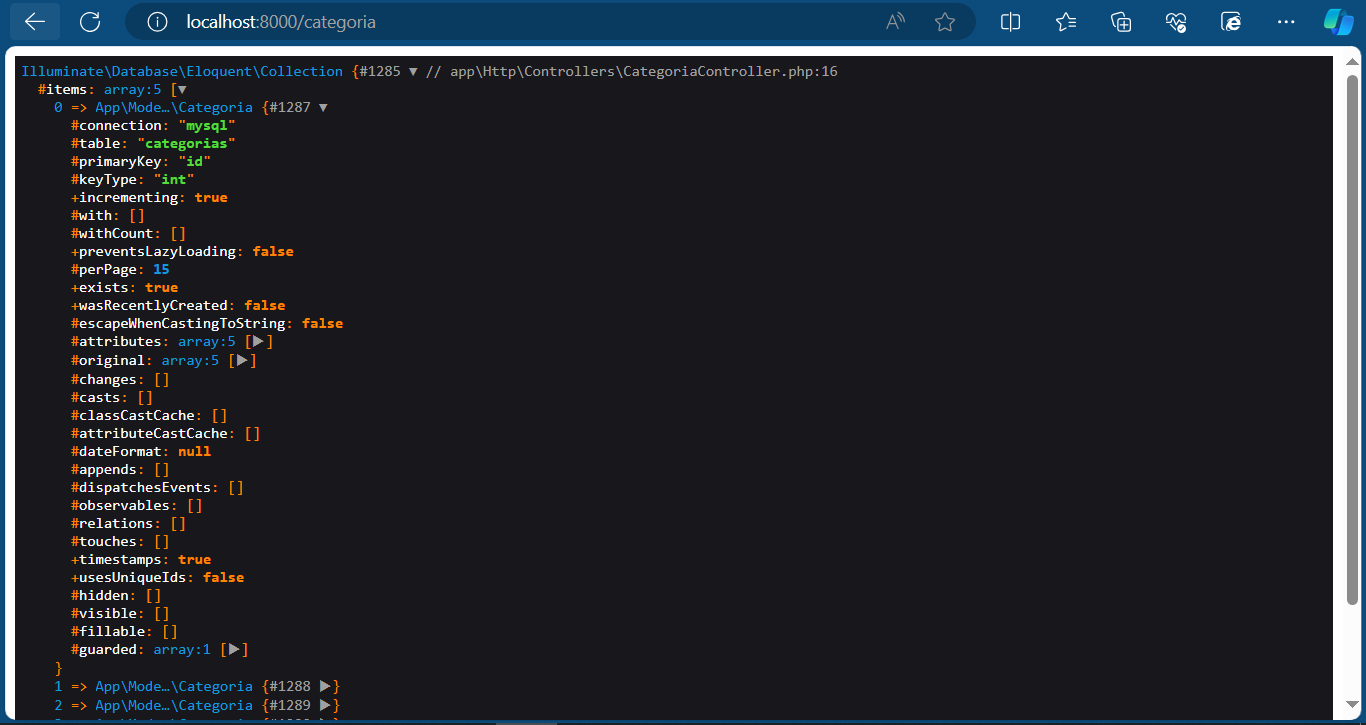 localhost:8000/categoria
Illuminate\Database\Eloquent\Collection {#1285 ▼ // app\Http\Controllers\CategoriaController.php:16
#items: array:5 [▼
0 => App\Mode…\Categoria {#1287 ▼
#connection: "mysql"
#table: "categorias"
#primaryKey: "id"
#keyType: "int"
+incrementing: true
#with: []
#withCount: []
+preventsLazyLoading: false
#perPage: 15
+exists: true
+wasRecentlyCreated: false
#escapeWhenCastingToString: false
#attributes: array:5 [▶]
#original: array:5 [▶]
#changes: []
#casts: []
#classCastCache: []
#attributeCastCache: []
#dateFormat: null
#appends: []
#dispatchesEvents: []
#observables: []
#relations: []
#touches: []
+timestamps: true
+usesUniqueIds: false
#hidden: []
#visible: []
#fillable: []
#guarded: array:1 [▶]
}
1 => App\Mode…\Categoria {#1288 ▶}
2 => App\Mode…\Categoria {#1289 ▶}